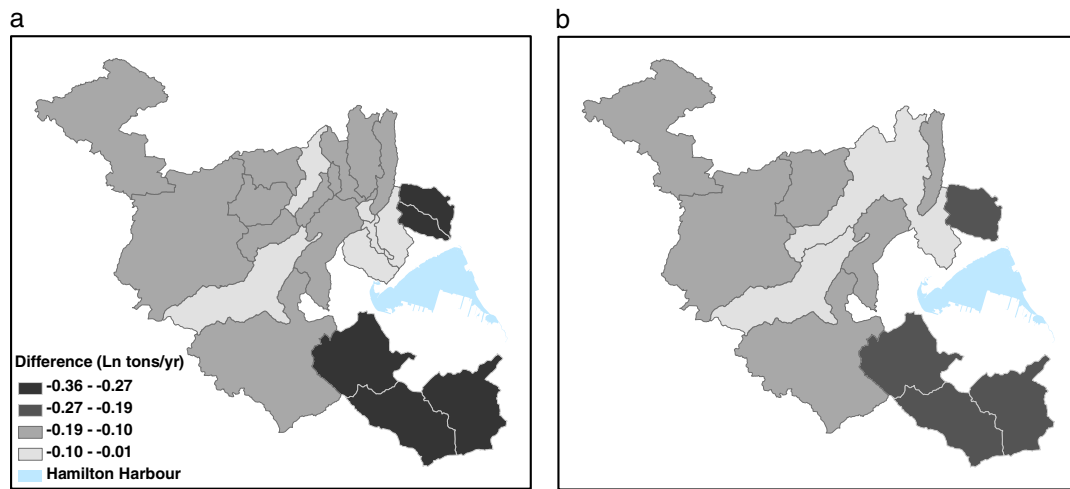 a
b
Difference (Ln tons/yr)
-0.36 - -0.27
-0.27 - -0.19
-0.19 - -0.10
-0.10 - -0.01
Hamilton Harbour